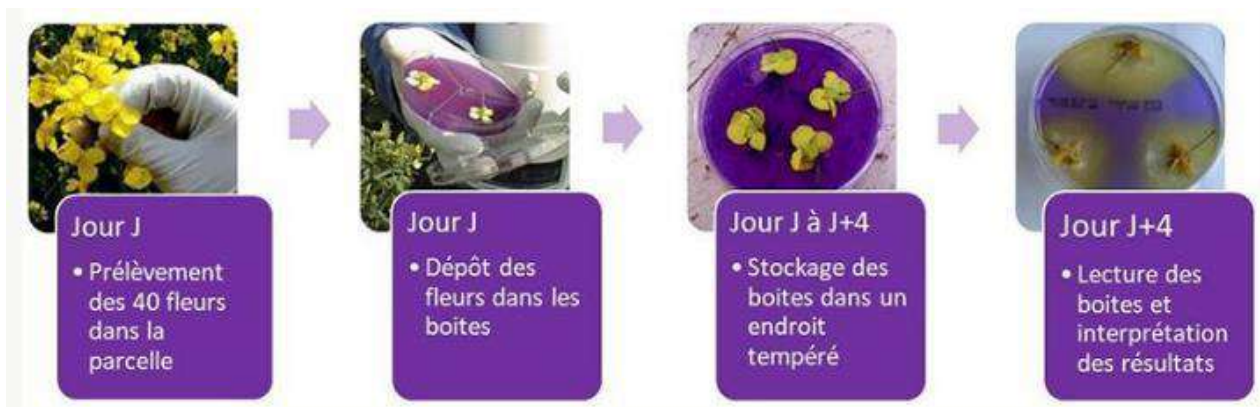 Jour J
• Prélèvement
des 40 fleurs
dans la
parcelle
Jour J
• Dépôt des
fleurs dans les
boites
Jour J à J+4
• Stockage des
boites dans un
endroit
tempéré
Jour J+4
• Lecture des
boites et
interprétation
des résultats